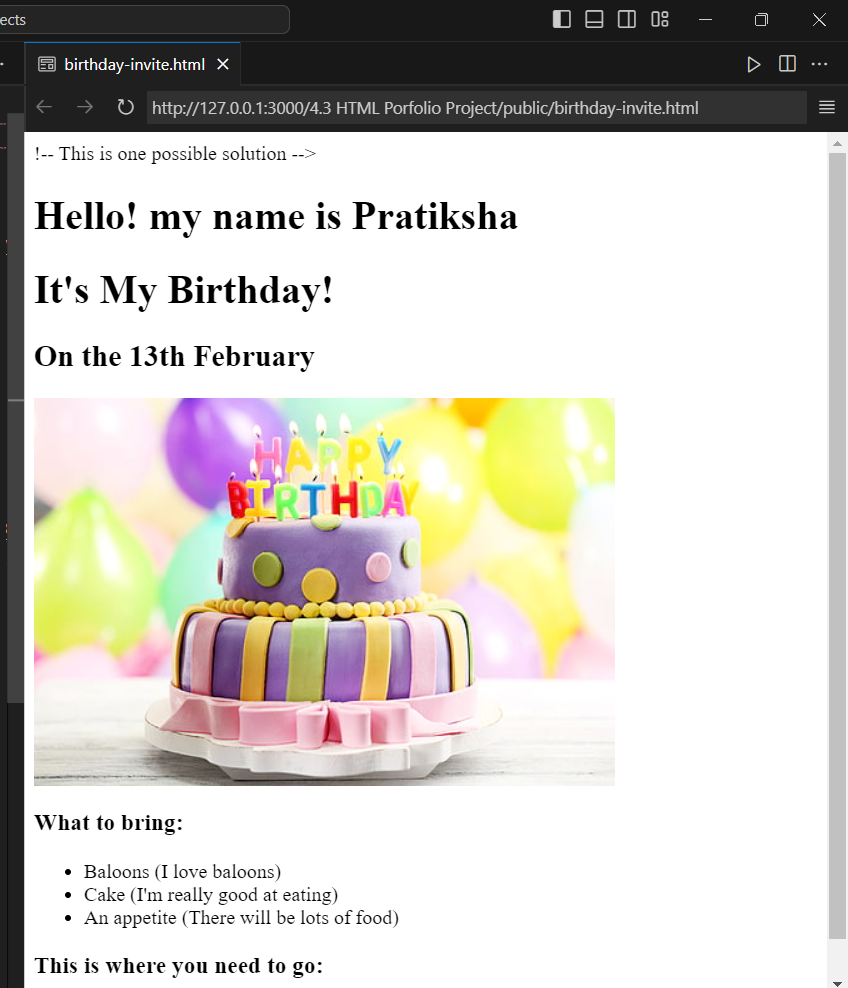 ects
birthday-invite.html
http://127.0.0.1:3000/4.3 HTML Porfolio Project/public/birthday-invite.html
!-- This is one possible solution -->
Hello! my name is Pratiksha
It's My Birthday!
On the 13th February
HAPPY
BIRTHDAY
What to bring:
Baloons (I love baloons)
Cake (I'm really good at eating)
An appetite (There will be lots of food)
This is where you need to go: